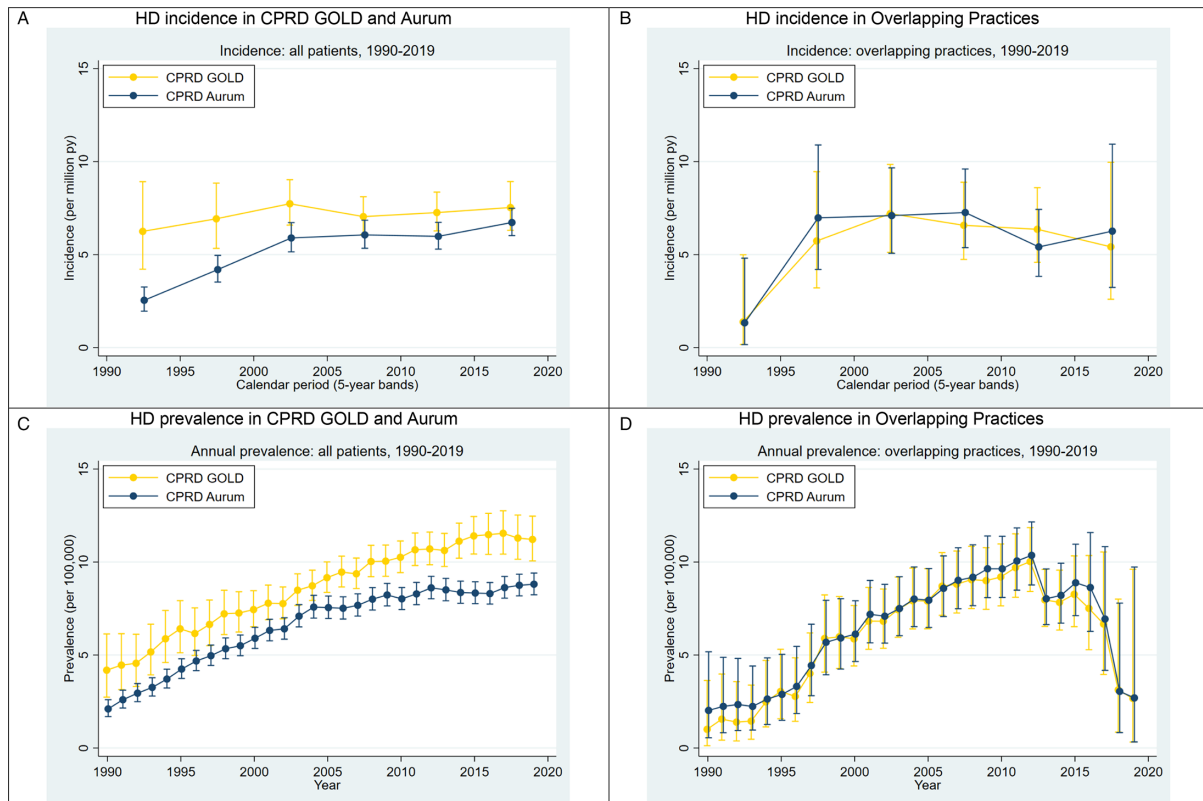 A
HD incidence in CPRD GOLD and Aurum
Incidence: all patients, 1990-2019
CPRD GOLD
CPRD Aurum
Incidence (per million py)
15
10
5
0
1990 1995 2000 2005 2010 2015 2020
Calendar period (5-year bands)
B
HD incidence in Overlapping Practices
Incidence: overlapping practices, 1990-2019
CPRD GOLD
CPRD Aurum
Incidence (per million py)
15
10
5
0
1990 1995 2000 2005 2010 2015 2020
Calendar period (5-year bands)
C
HD prevalence in CPRD GOLD and Aurum
Annual prevalence: all patients, 1990-2019
CPRD GOLD
CPRD Aurum
Prevalence (per 100,000)
15
10
5
0
1990 1995 2000 2005 2010 2015 2020
Year
D
HD prevalence in Overlapping Practices
Annual prevalence: overlapping practices, 1990-2019
CPRD GOLD
CPRD Aurum
Prevalence (per 100,000)
15
10
5
0
1990 1995 2000 2005 2010 2015 2020
Year